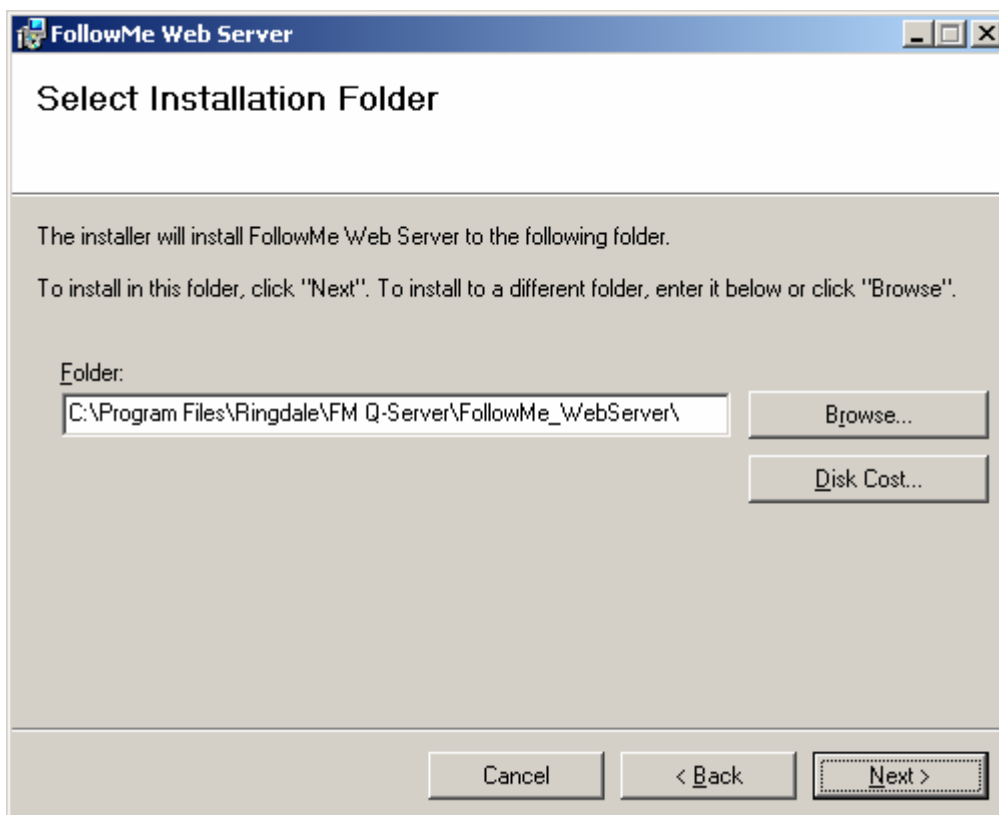 FollowMe Web Server
Select Installation Folder
The installer will install FollowMe Web Server to the following folder.
To install in this folder, click "Next". To install to a different folder, enter it below or click "Browse".
Folder:
C:\Program Files\Ringdale\FM Q-Server\FollowMe_WebServer\
Browse...
Disk Cost...
Cancel
< Back
Next >